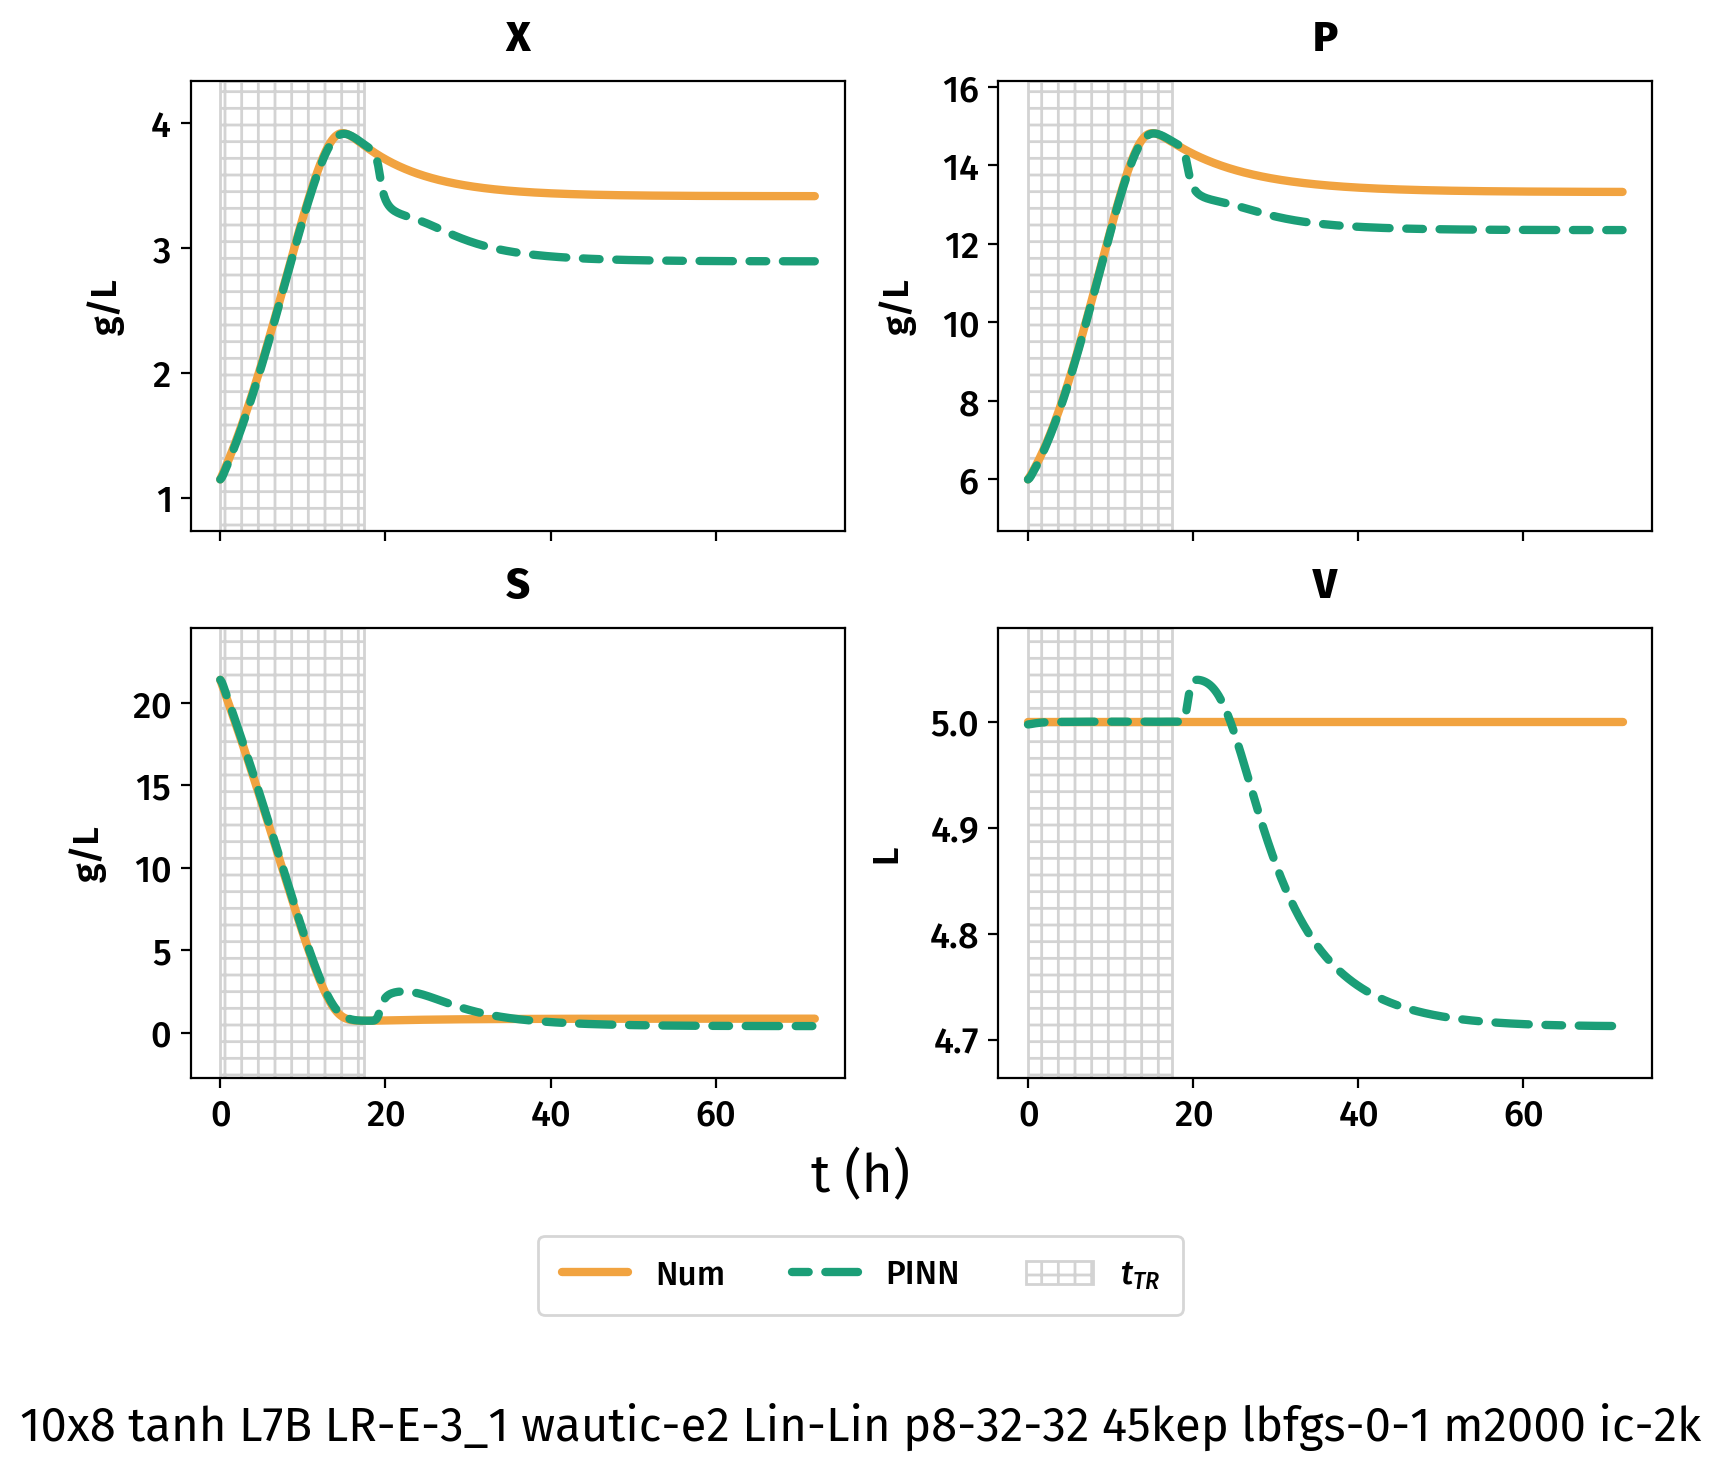 X
P
4
3
2
1
g/L
16
14
12
10
8
6
g/L
S
V
20
15
10
5
0
g/L
5.0
4.9
4.8
4.7
L
0 20 40 60
0 20 40 60
t (h)
Num PINN tTR
10x8 tanh L7B LR-E-3_1 wautic-e2 Lin-Lin p8-32-32 45kep lbfgs-0-1 m2000 ic-2k